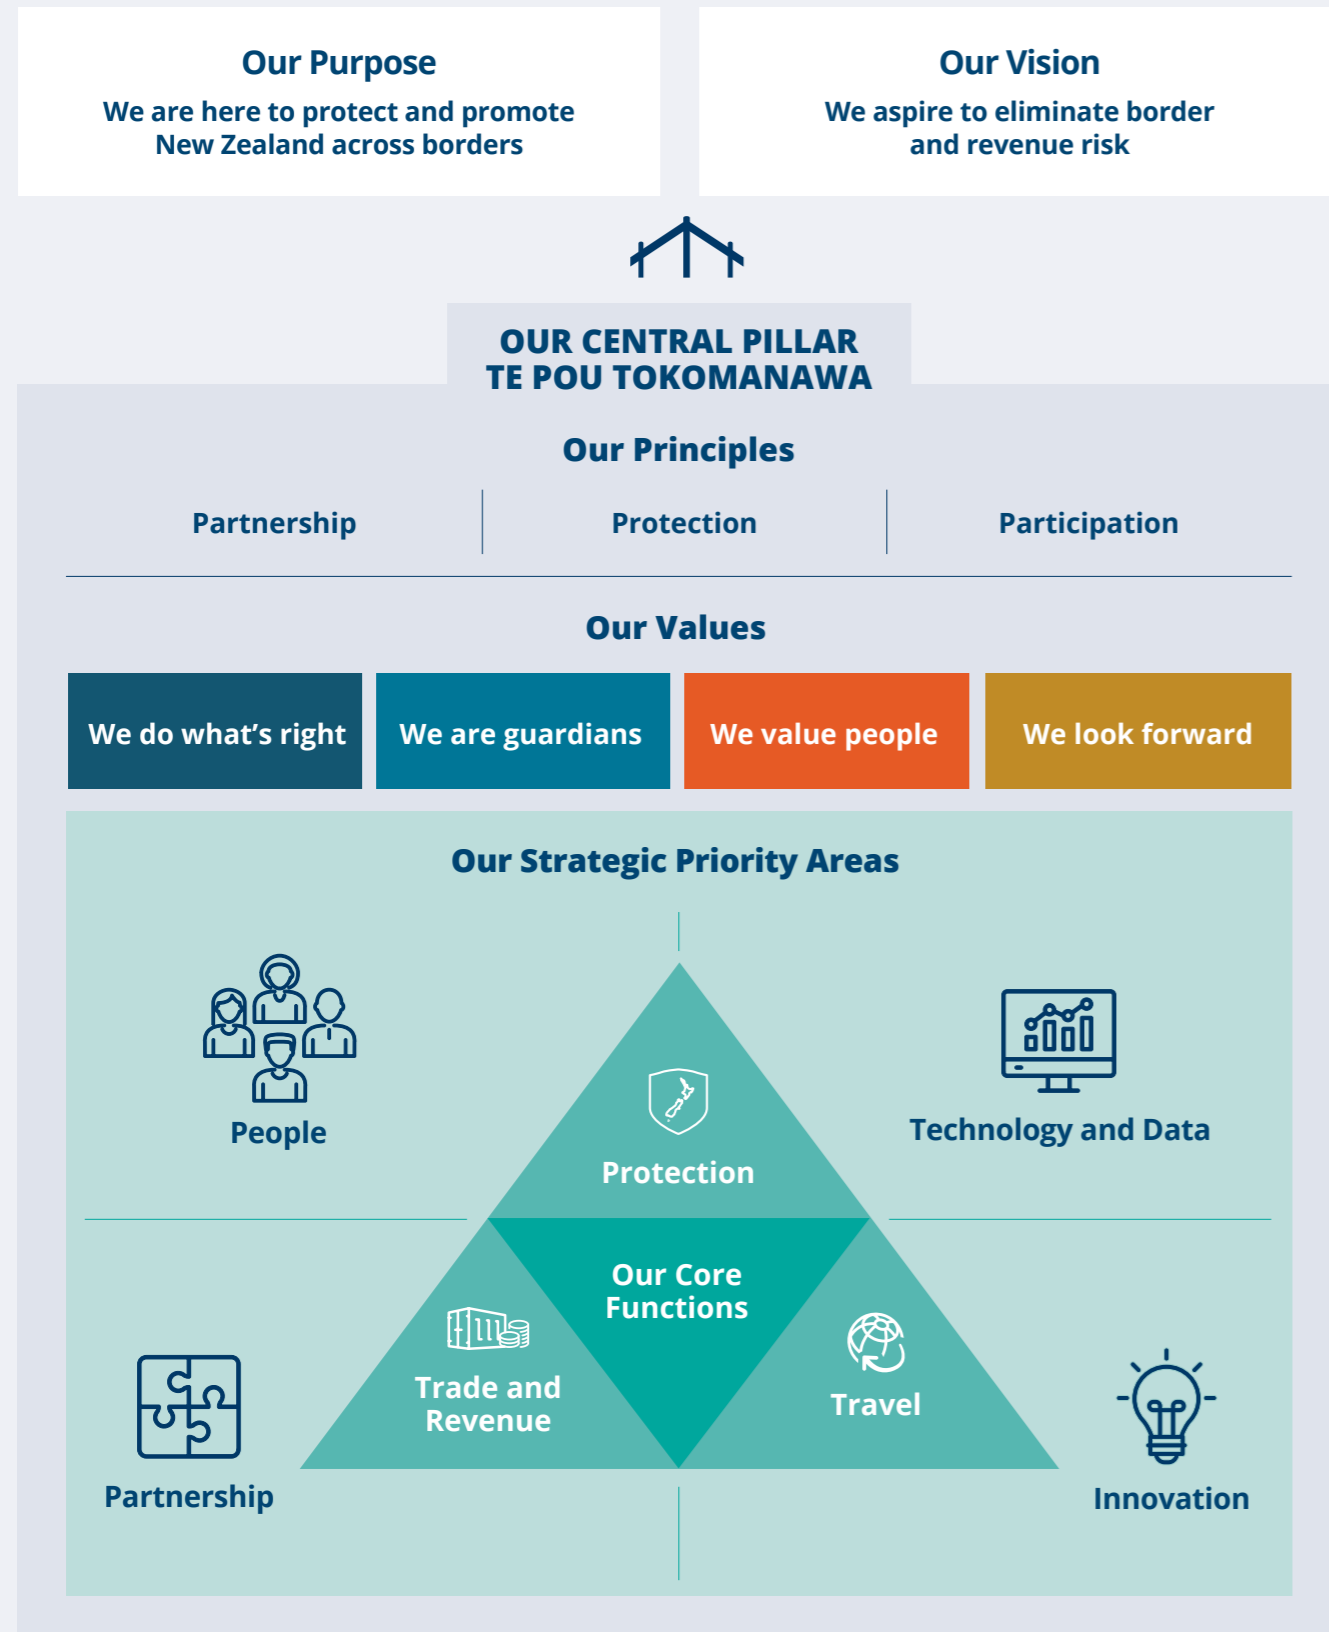 Our Purpose
We are here to protect and promote
New Zealand across borders
Our Vision
We aspire to eliminate border
and revenue risk
OUR CENTRAL PILLAR
TE POU TOKOMANAWA
Our Principles
Partnership
Protection
Participation
Our Values
We do what’s right
We are guardians
We value people
We look forward
Our Strategic Priority Areas
People
Technology and Data
Protection
Our Core
Functions
Trade and
Revenue
Travel
Partnership
Innovation